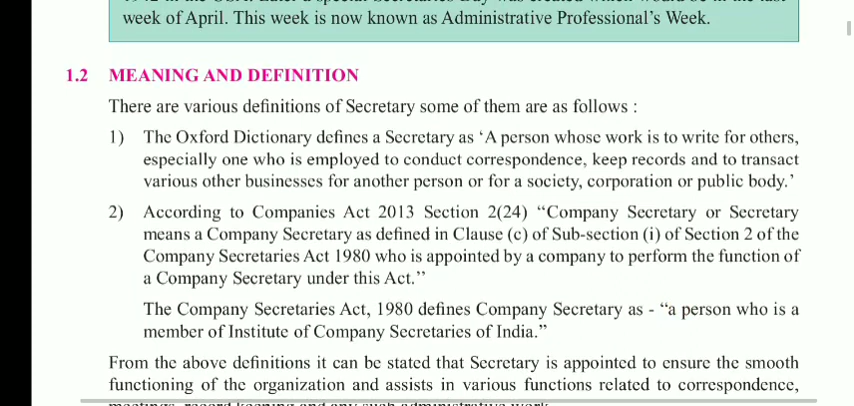 week of April. This week is now known as Administrative Professional's Week.
1.2 MEANING AND DEFINITION
There are various definitions of Secretary some of them are as follows :
1) The Oxford Dictionary defines a Secretary as ‘A person whose work is to write for others,
especially one who is employed to conduct correspondence, keep records and to transact
various other businesses for another person or for a society, corporation or public body.’
2) According to Companies Act 2013 Section 2(24) “Company Secretary or Secretary
means a Company Secretary as defined in Clause (c) of Sub-section (i) of Section 2 of the
Company Secretaries Act 1980 who is appointed by a company to perform the function of
a Company Secretary under this Act.’’
The Company Secretaries Act, 1980 defines Company Secretary as - “a person who is a
member of Institute of Company Secretaries of India.”
From the above definitions it can be stated that Secretary is appointed to ensure the smooth
functioning of the organization and assists in various functions related to correspondence,